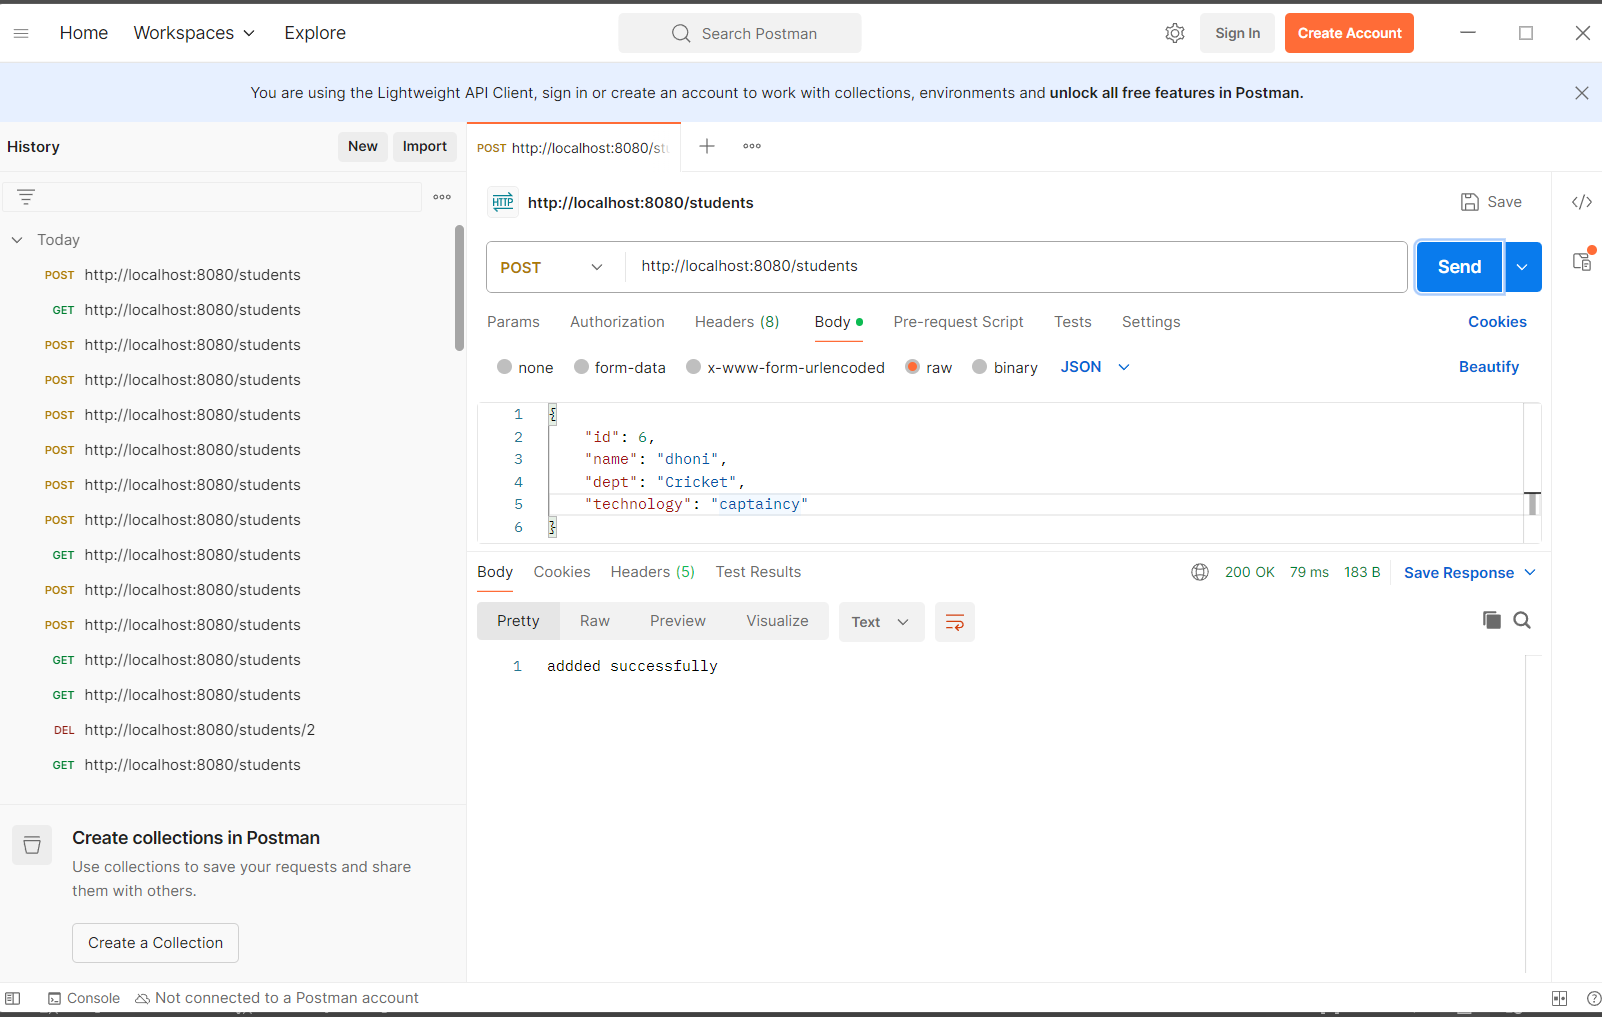 Home
Workspaces
Explore
Search Postman
Sign In
Create Account
You are using the Lightweight API Client, sign in or create an account to work with collections, environments and unlock all free features in Postman.
History
New
Import
Today
POST http://localhost:8080/students
GET http://localhost:8080/students
POST http://localhost:8080/students
POST http://localhost:8080/students
POST http://localhost:8080/students
POST http://localhost:8080/students
POST http://localhost:8080/students
POST http://localhost:8080/students
GET http://localhost:8080/students
POST http://localhost:8080/students
POST http://localhost:8080/students
GET http://localhost:8080/students
GET http://localhost:8080/students
DEL http://localhost:8080/students/2
GET http://localhost:8080/students
Create collections in Postman
Use collections to save your requests and share
them with others.
Create a Collection
POST http://localhost:8080/st
HTTP http://localhost:8080/students
Save
</>
POST
http://localhost:8080/students
Send
Params
Authorization
Headers (8)
Body
Pre-request Script
Tests
Settings
Cookies
none
form-data
x-www-form-urlencoded
raw
binary
JSON
Beautify
1 {
2 "id": 6,
3 "name": "dhoni",
4 "dept": "Cricket",
5 "technology": "captaincy"
6 }
Body
Cookies
Headers (5)
Test Results
200 OK
79 ms
183 B
Save Response
Pretty
Raw
Preview
Visualize
Text
1 addded successfully
Console
Not connected to a Postman account